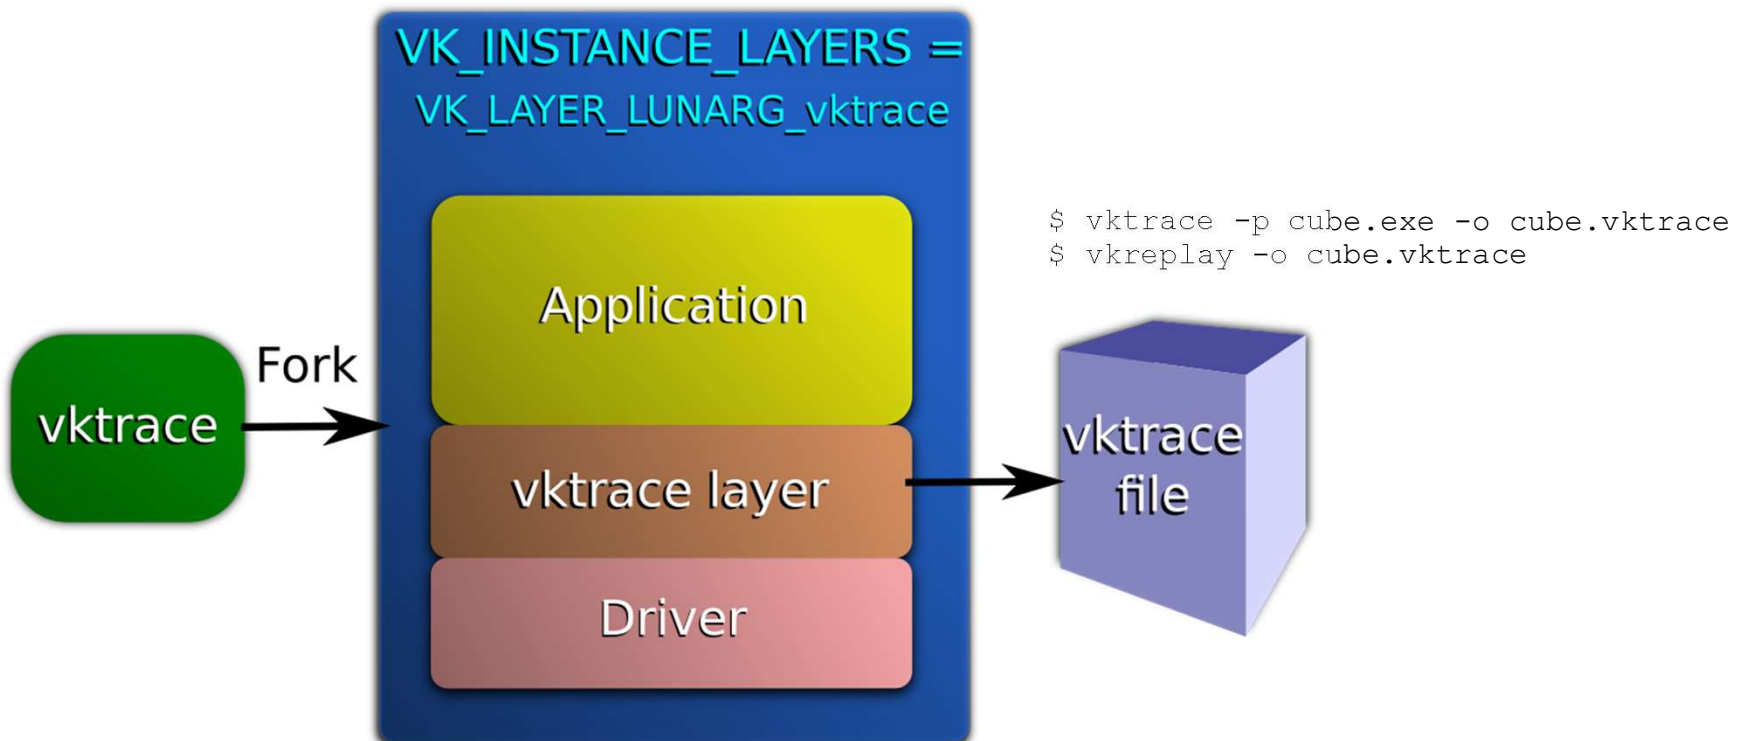 VK_INSTANCE_LAYERS =
VK_LAYER_LUNARG_vktrace
$ vktrace -p cube.exe -o cube.vktrace
$ vkreplay -o cube.vktrace
Application
Fork
vktrace
vktrace layer
vktrace
file
Driver